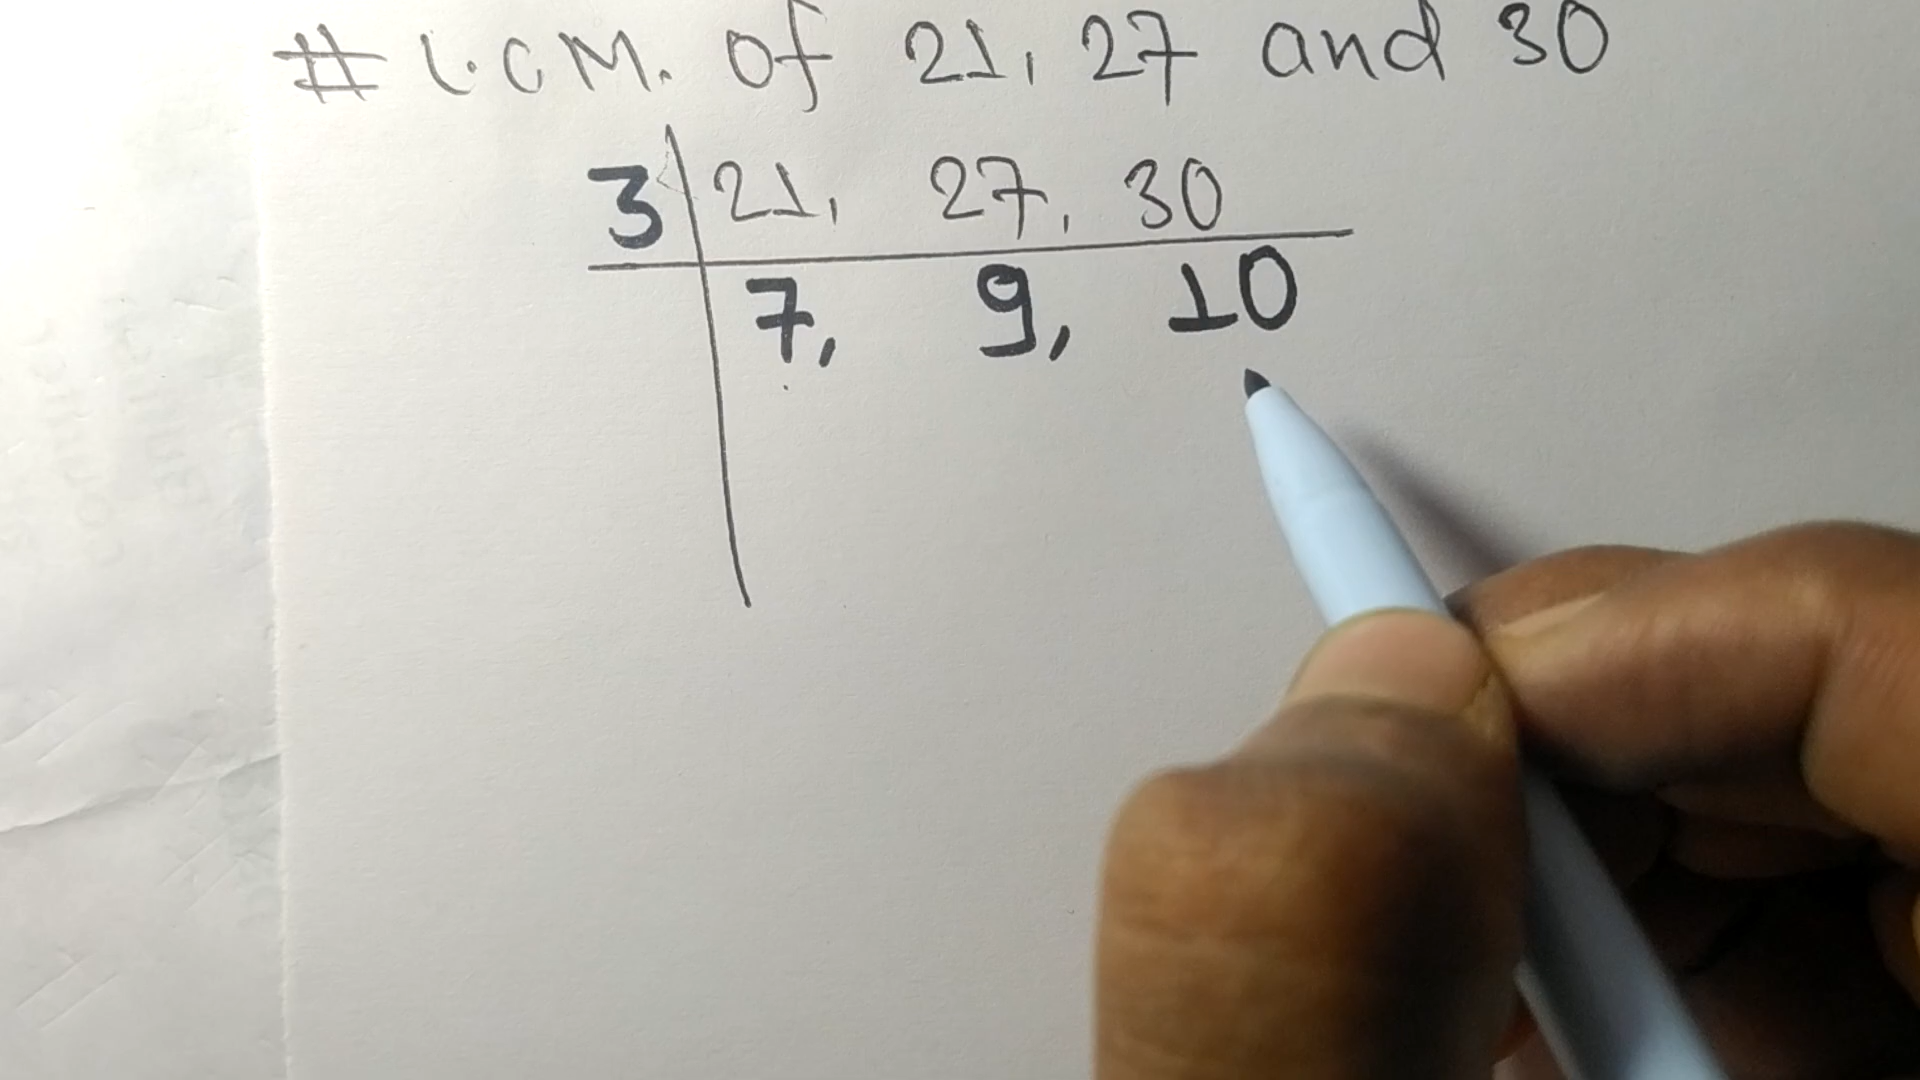 # L.C.M. of 21, 27 and 30
3 21, 27, 30
7, 9, 10